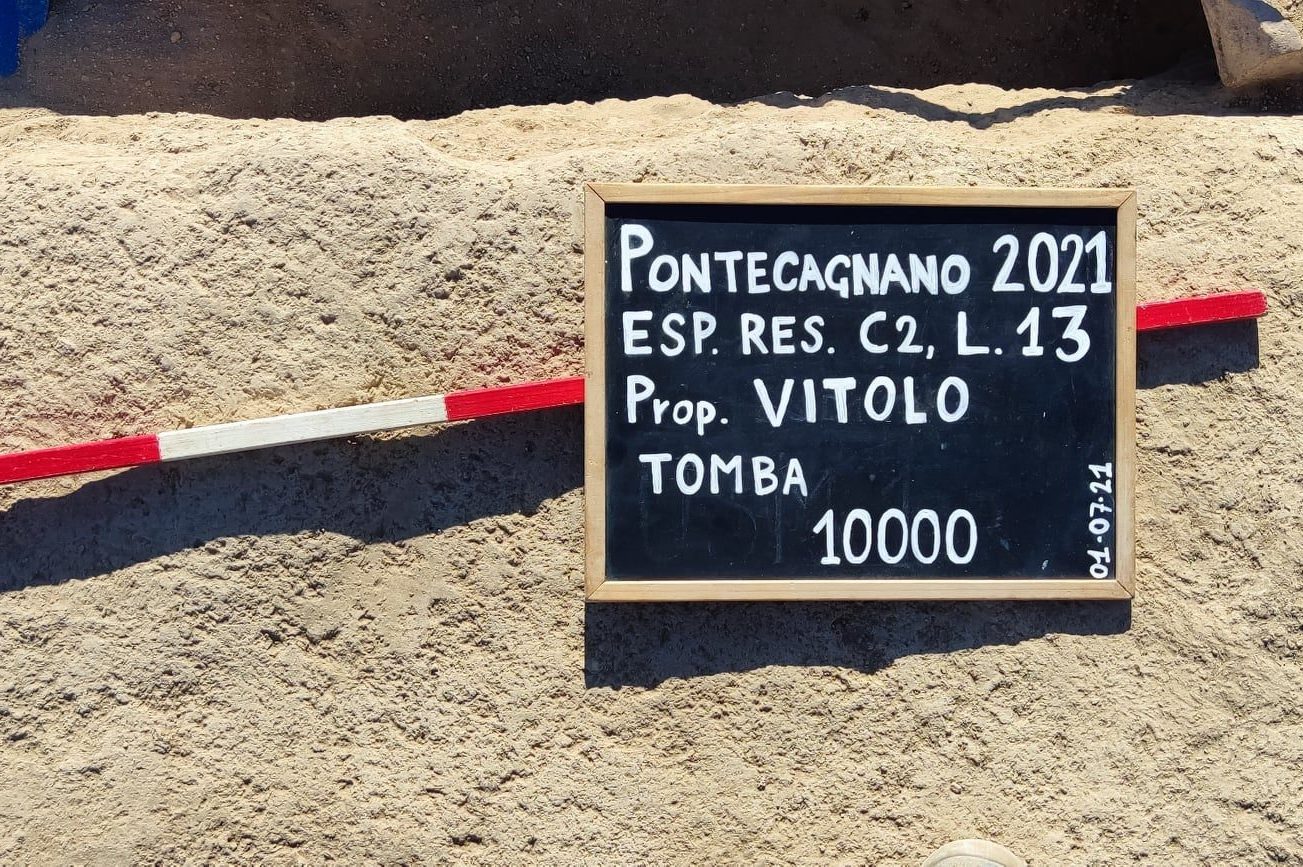 PONTECAGNANO 2021
ESP. RES. C2, L. 13
Prop. VITOLO
TOMBA
10000
01.07.21